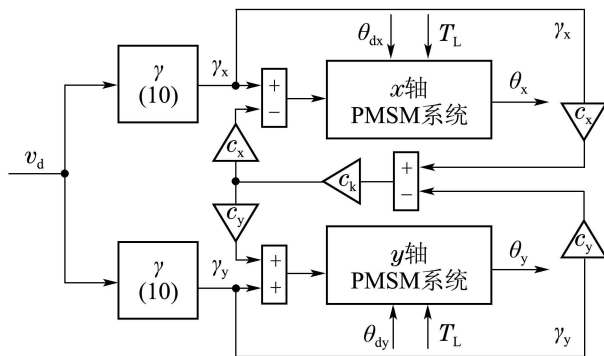 θdx
TL
γx
γ
(10)
γx
+
−
x轴
PMSM系统
θx
cx
cx
vd
ck
+
−
cy
cy
γ
(10)
γy
+
+
y轴
PMSM系统
θy
θdy
TL
γy